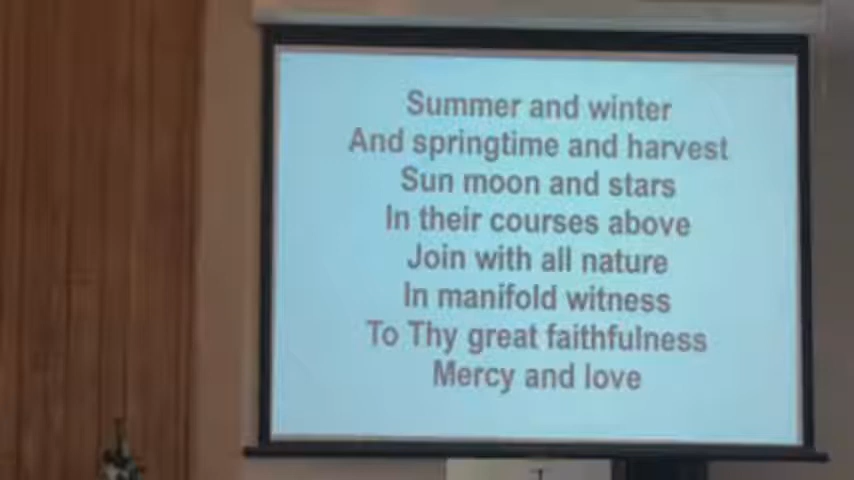 Summer and winter
And springtime and harvest
Sun moon and stars
In their courses above
Join with all nature
In manifold witness
To Thy great faithfulness
Mercy and love